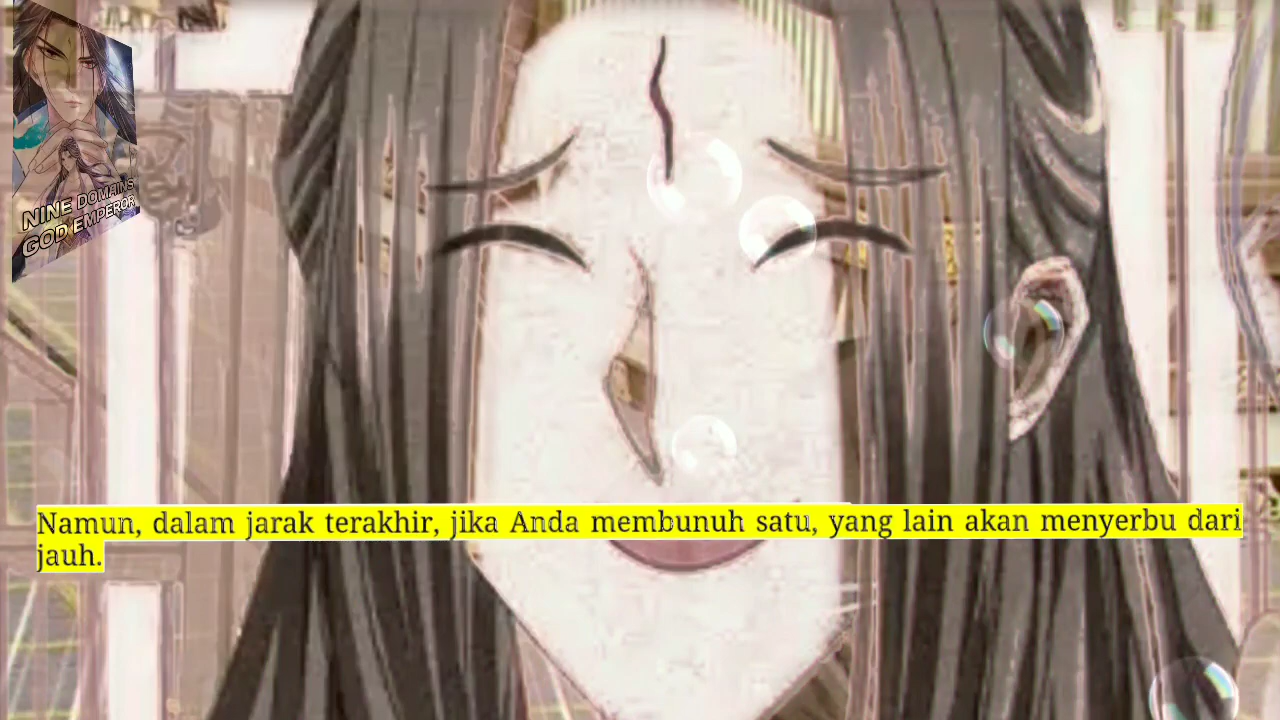 NINE DOMAINS
GOD EMPEROR
Namun, dalam jarak terakhir, jika Anda membunuh satu, yang lain akan menyerbu dari
jauh.